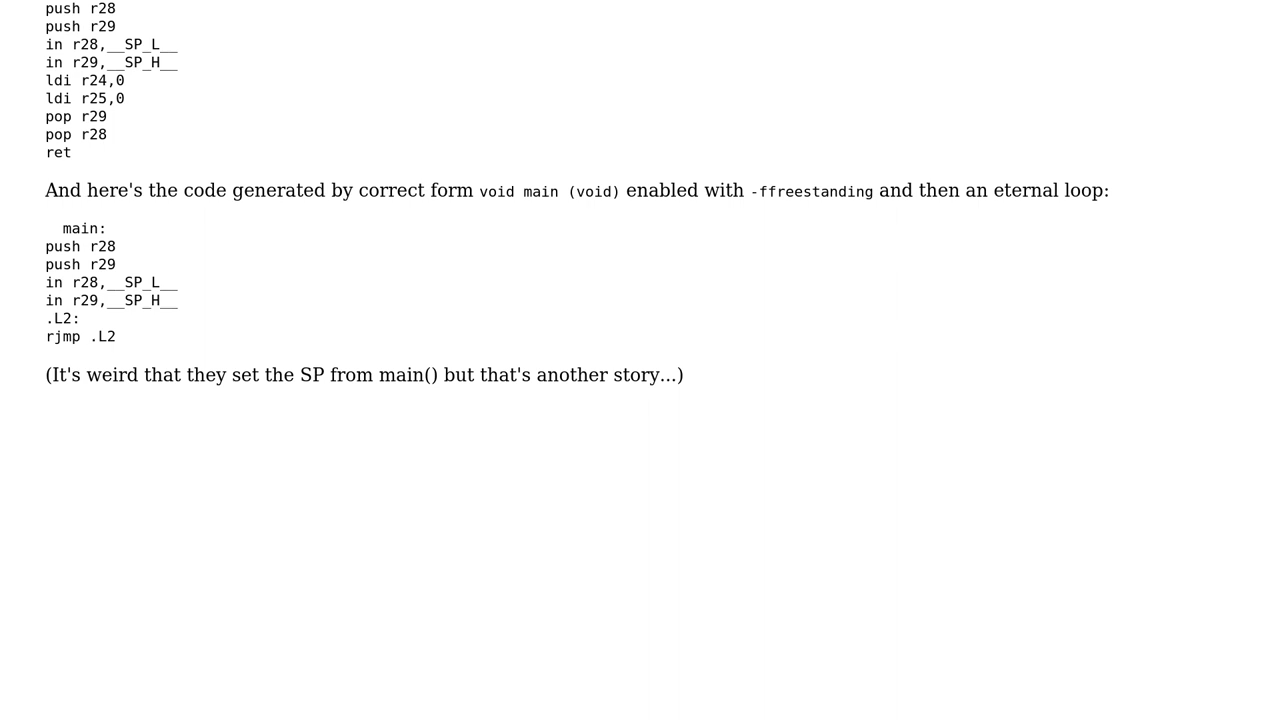 push r28
push r29
in r28,__SP_L__
in r29,__SP_H__
ldi r24,0
ldi r25,0
pop r29
pop r28
ret
And here's the code generated by correct form void main (void) enabled with -ffreestanding and then an eternal loop:
main:
push r28
push r29
in r28,__SP_L__
in r29,__SP_H__
.L2:
rjmp .L2
(It's weird that they set the SP from main() but that's another story...)